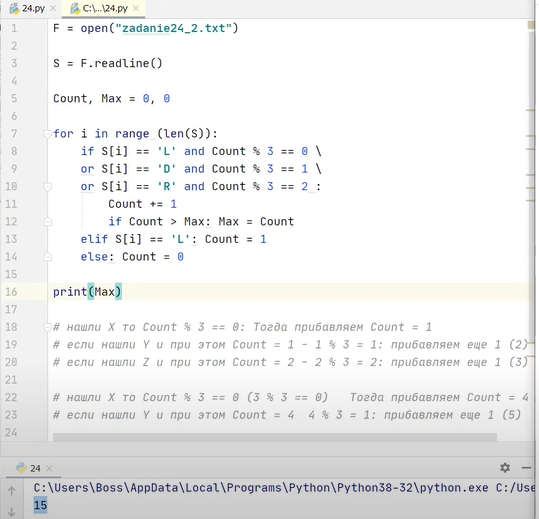 24.py × C:\...\24.py ×
1 F = open("zadanie24_2.txt")
2
3 S = F.readline()
4
5 Count, Max = 0, 0
6
7 for i in range (len(S)):
8 if S[i] == 'L' and Count % 3 == 0 \
9 or S[i] == 'D' and Count % 3 == 1 \
10 or S[i] == 'R' and Count % 3 == 2 :
11 Count += 1
12 if Count > Max: Max = Count
13 elif S[i] == 'L': Count = 1
14 else: Count = 0
15
16 print(Max)
17
18 # нашли X то Count % 3 == 0: Тогда прибавляем Count = 1
19 # если нашли Y и при этом Count = 1 - 1 % 3 = 1: прибавляем еще 1 (2)
20 # если нашли Z и при этом Count = 2 - 2 % 3 = 2: прибавляем еще 1 (3)
21
22 # нашли X то Count % 3 == 0 (3 % 3 == 0) Тогда прибавляем Count = 4
23 # если нашли Y и при этом Count = 4 4 % 3 = 1: прибавляем еще 1 (5)
24
24 ×
C:\Users\Boss\AppData\Local\Programs\Python\Python38-32\python.exe C:/Use
15